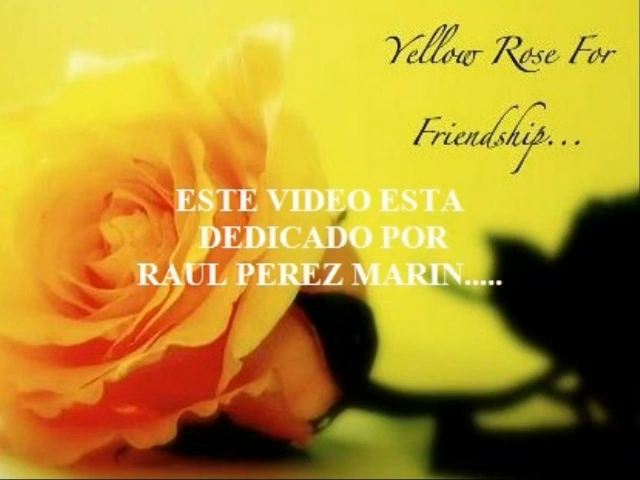 Yellow Rose For
Friendship...
ESTE VIDEO ESTA
DEDICADO POR
RAUL PEREZ MARIN.....